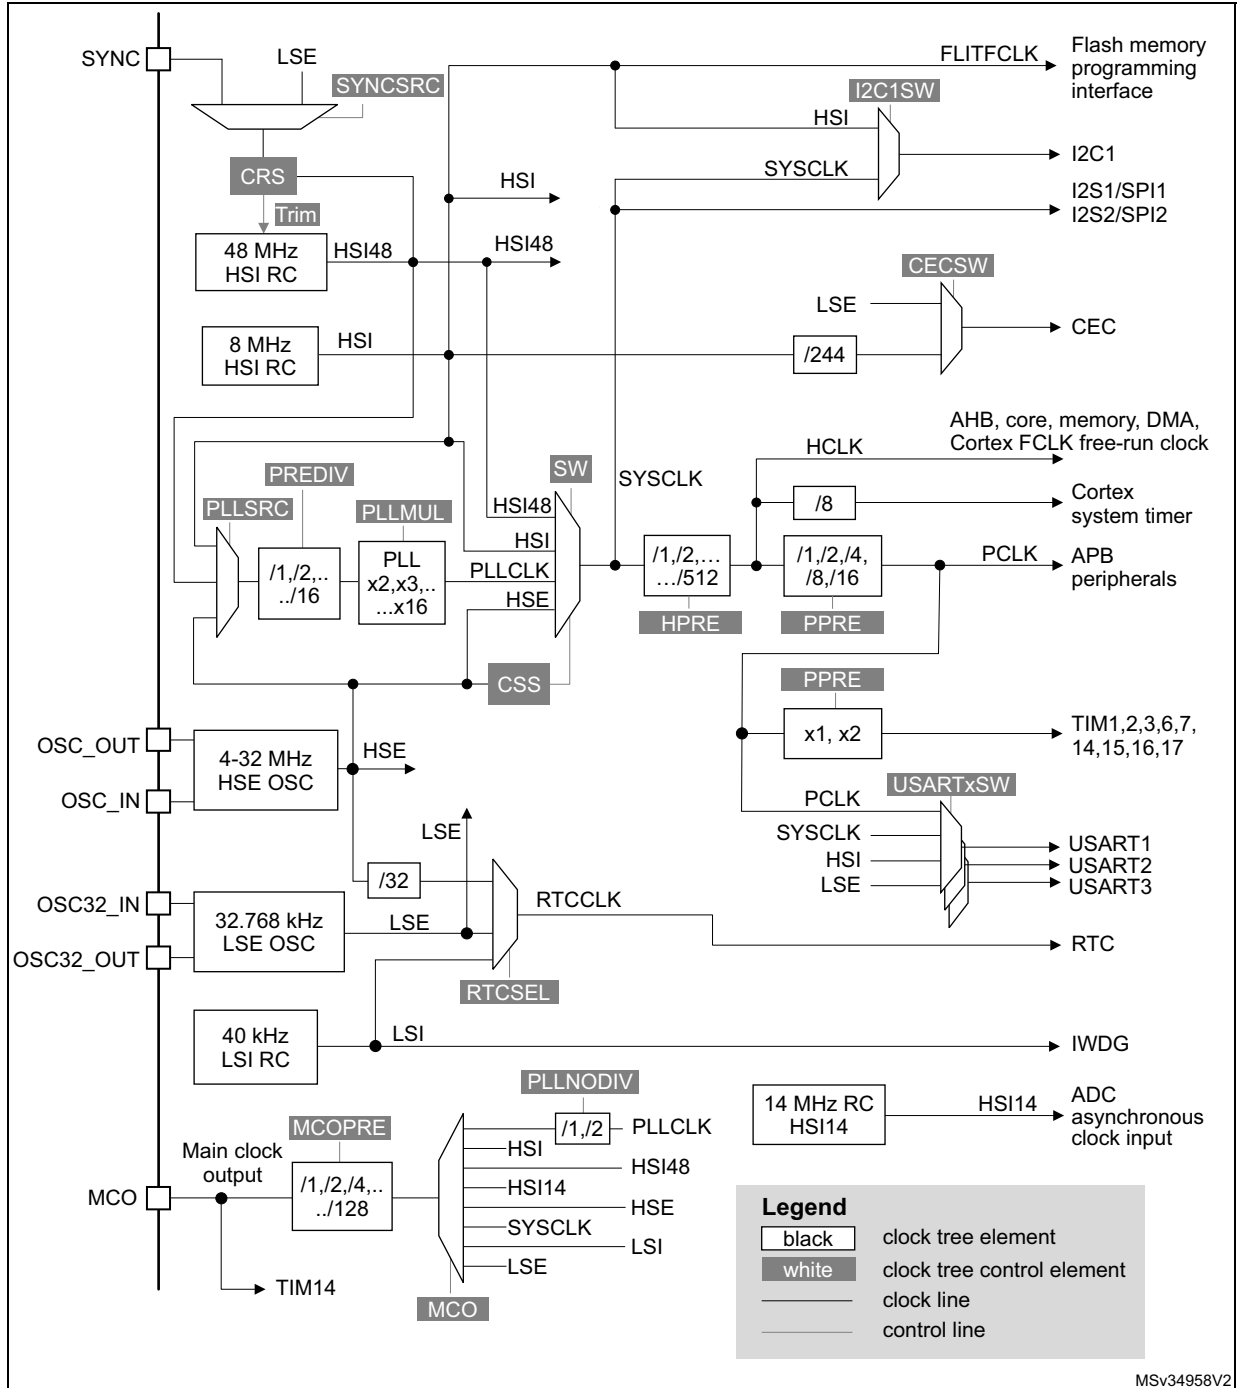 SYNC
LSE
SYNCSRC
FLITFCLK
Flash memory
programming
interface
I2C1SW
HSI
I2C1
SYSCLK
CRS
HSI
I2S1/SPI1
I2S2/SPI2
Trim
48 MHz
HSI RC
HSI48
HSI48
CECSW
LSE
CEC
8 MHz
HSI RC
HSI
/244
AHB, core, memory, DMA,
Cortex FCLK free-run clock
HCLK
PREDIV
SW
SYSCLK
PLLSRC
PLLMUL
HSI48
/8
Cortex
system timer
HSI
/1,/2,..
../16
PLL
x2,x3,..
...x16
PLLCLK
HSE
/1,/2,...
.../512
/1,/2,/4,
/8,/16
PCLK
APB
peripherals
HPRE
PPRE
CSS
PPRE
OSC_OUT
4-32 MHz
HSE OSC
HSE
x1, x2
TIM1,2,3,6,7,
14,15,16,17
OSC_IN
USARTxSW
PCLK
LSE
SYSCLK
USART1
HSI
USART2
LSE
USART3
/32
OSC32_IN
32.768 kHz
LSE OSC
LSE
RTCCLK
OSC32_OUT
RTC
RTCSEL
40 kHz
LSI RC
LSI
IWDG
PLLNODIV
14 MHz RC
HSI14
HSI14
ADC
asynchronous
clock input
MCOPRE
/1,/2
PLLCLK
Main clock
output
HSI
HSI48
MCO
/1,/2,/4,..
../128
HSI14
HSE
SYSCLK
LSI
LSE
TIM14
MCO
Legend
black
clock tree element
white
clock tree control element
clock line
control line
MSv34958V2